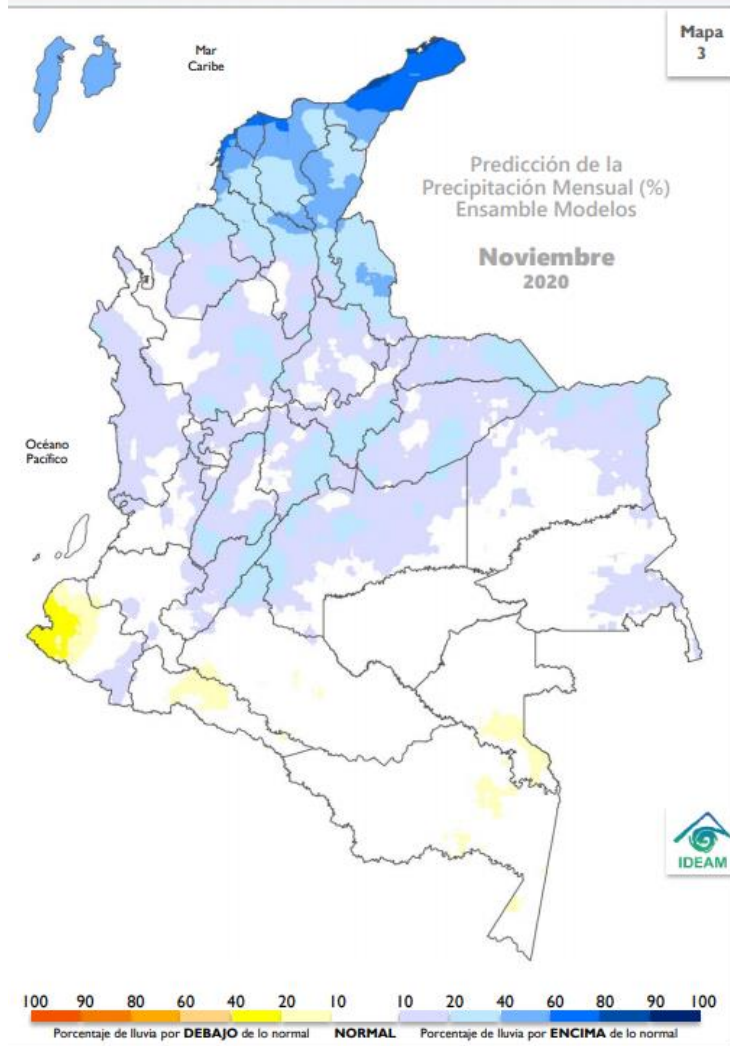 Mapa
3
Mar
Caribe
Predicción de la
Precipitación Mensual (%)
Ensamble Modelos
Noviembre
2020
Océano
Pacífico
IDEAM
100 90 80 60 40 20 10 10 20 40 60 80 90 100
Porcentaje de lluvia por DEBAJO de lo normal NORMAL Porcentaje de lluvia por ENCIMA de lo normal